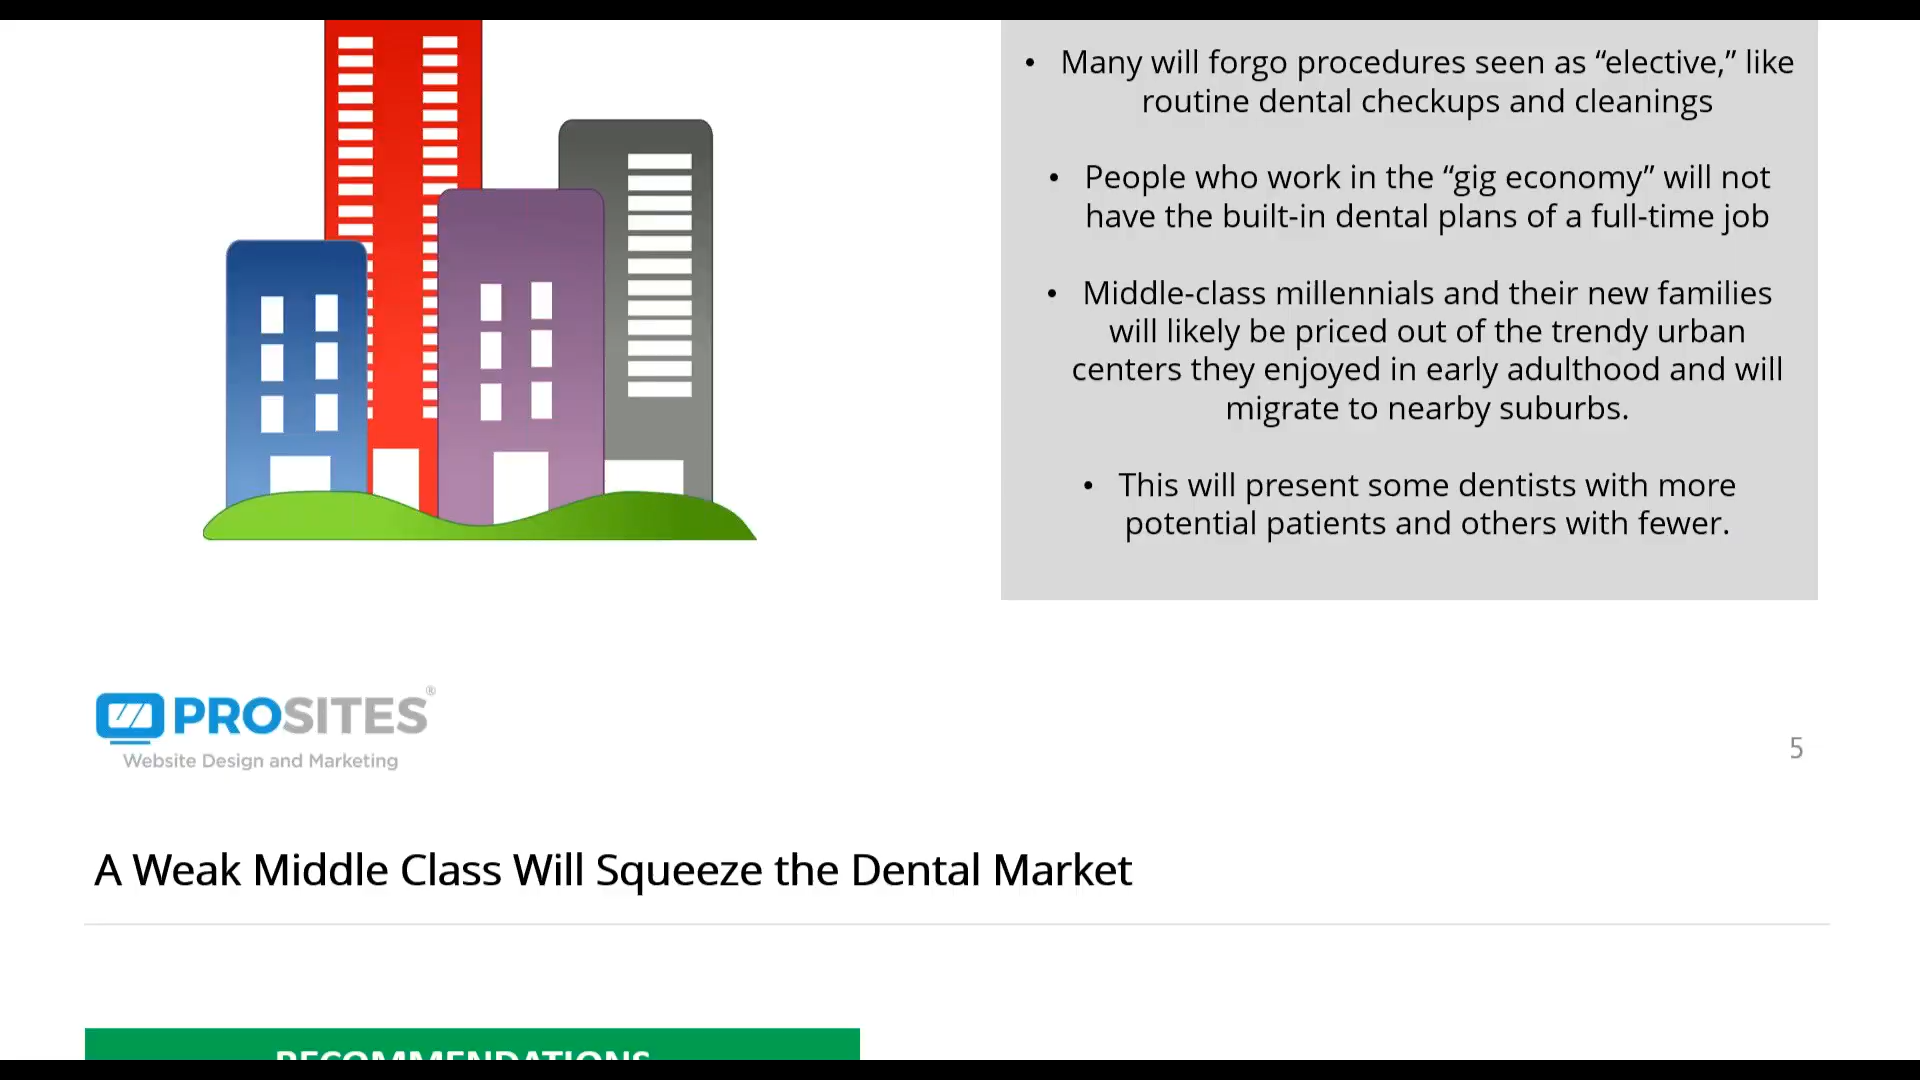 • Many will forgo procedures seen as “elective,” like
routine dental checkups and cleanings
• People who work in the “gig economy” will not
have the built-in dental plans of a full-time job
• Middle-class millennials and their new families
will likely be priced out of the trendy urban
centers they enjoyed in early adulthood and will
migrate to nearby suburbs.
• This will present some dentists with more
potential patients and others with fewer.
PROSITES®
Website Design and Marketing
5
A Weak Middle Class Will Squeeze the Dental Market
RECOMMENDATIONS